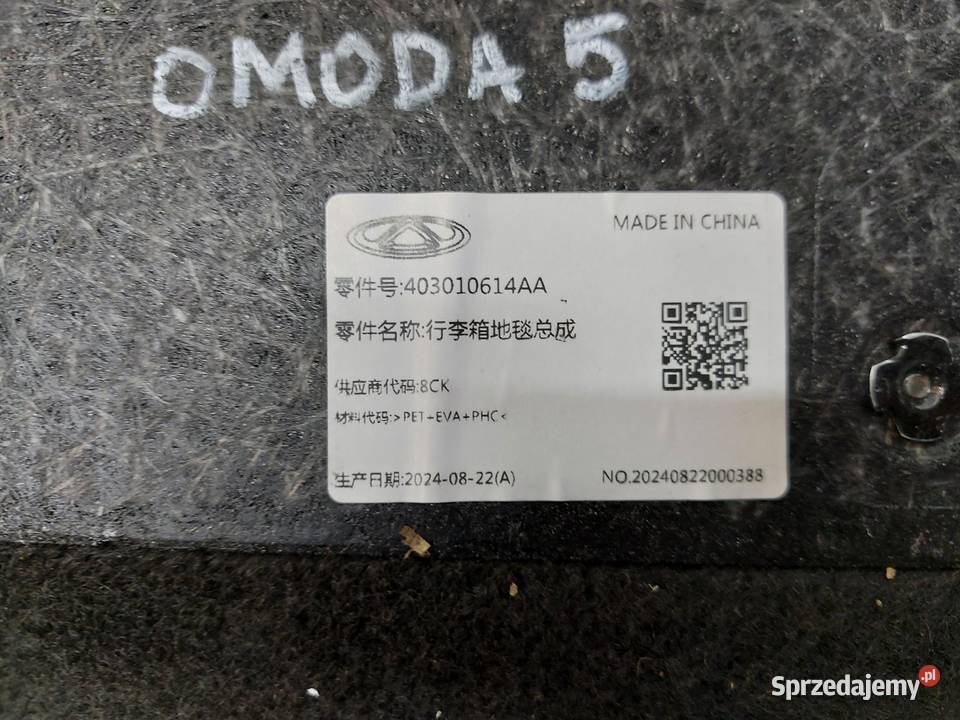 OMODA 5
MADE IN CHINA
零件号:403010614AA
零件名称:行李箱地毯总成
供应商代码:8CK
材料代码:>PET+EVA+PHC<
生产日期:2024-08-22(A)
NO.20240822000388
Sprzedajemy.pl